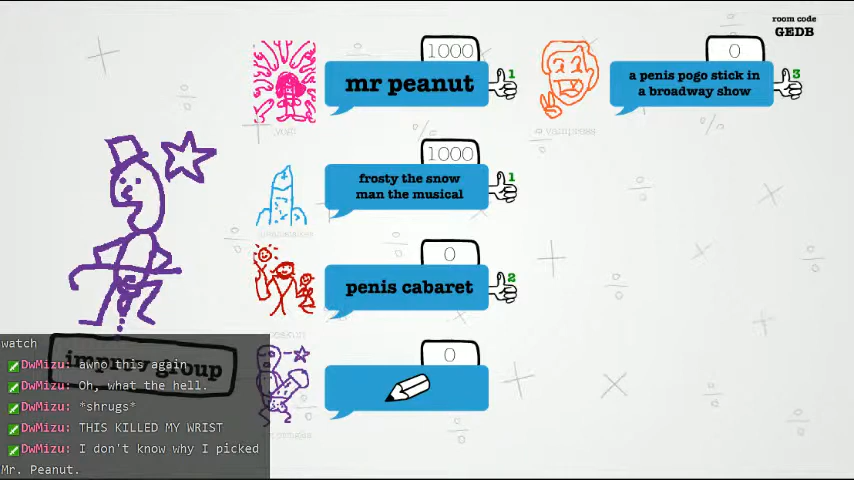 room code
GEDB
1000
mr peanut
1
0
a penis pogo stick in
a broadway show
3
1000
frosty the snow
man the musical
1
0
penis cabaret
2
0
watch
DwMizu: awno this again.
DwMizu: Oh, what the hell.
DwMizu: *shrugs*
DwMizu: THIS KILLED MY WRIST
DwMizu: I don't know why I picked
Mr. Peanut.
group